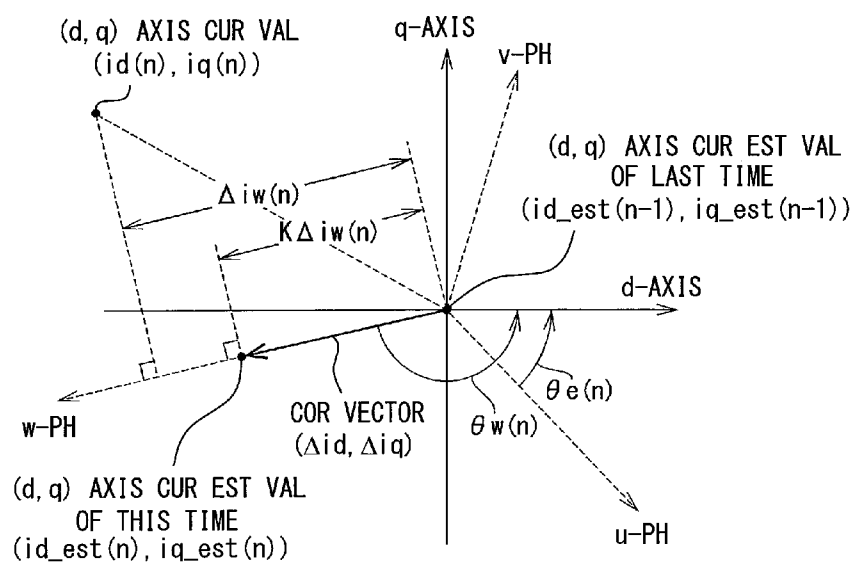 (d,q) AXIS CUR VAL
(id(n), iq(n))
q-AXIS
v-PH
(d,q) AXIS CUR EST VAL
OF LAST TIME
(id_est(n-1), iq_est(n-1))
Δiw(n)
KΔiw(n)
d-AXIS
θe(n)
θw(n)
w-PH
COR VECTOR
(Δid, Δiq)
(d,q) AXIS CUR EST VAL
OF THIS TIME
(id_est(n), iq_est(n))
u-PH